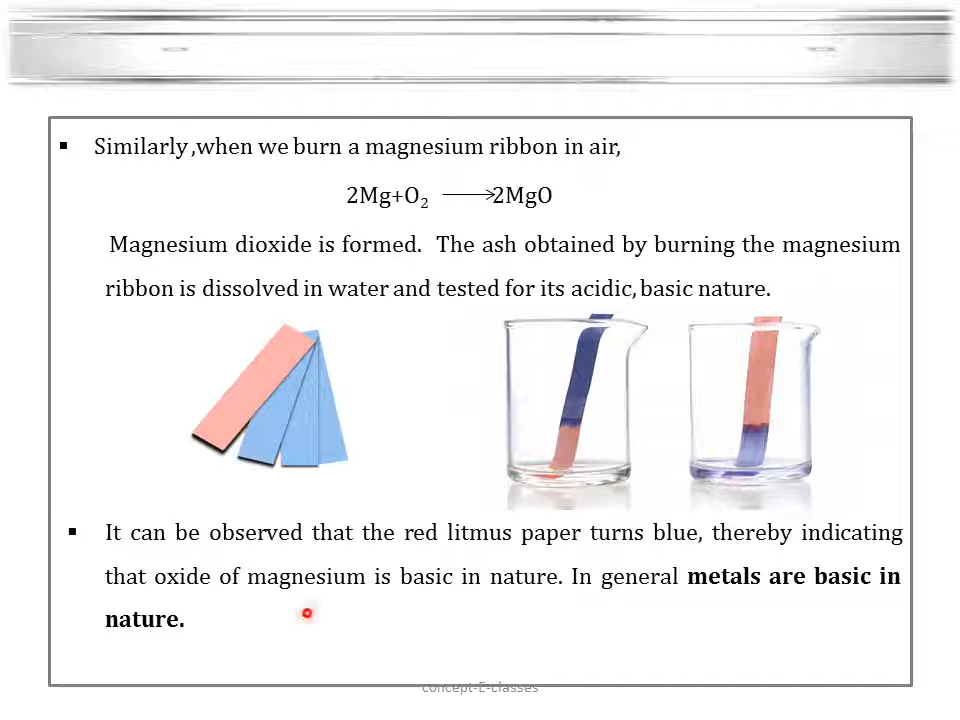 ▪ Similarly ,when we burn a magnesium ribbon in air,
2Mg+O₂ ⟶2MgO
Magnesium dioxide is formed. The ash obtained by burning the magnesium
ribbon is dissolved in water and tested for its acidic, basic nature.
▪ It can be observed that the red litmus paper turns blue, thereby indicating
that oxide of magnesium is basic in nature. In general metals are basic in
nature.
concept-E-classes